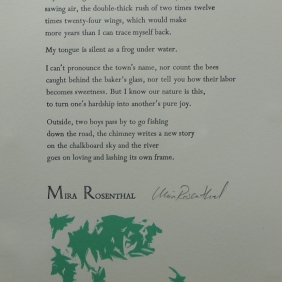 sawing air, the double-thick rush of two times twelve
times twenty-four wings, which would make
more years than I can trace myself back.
My tongue is silent as a frog under water.
I can't pronounce the town's name, nor count the bees
caught behind the baker's glass, nor tell you how their labor
becomes sweetness. But I know our nature is this,
to turn one's hardship into another's pure joy.
Outside, two boys pass by to go fishing
down the road, the chimney writes a new story
on the chalkboard sky and the river
goes on loving and lashing its own frame.
MIRA ROSENTHAL Mira Rosenthal